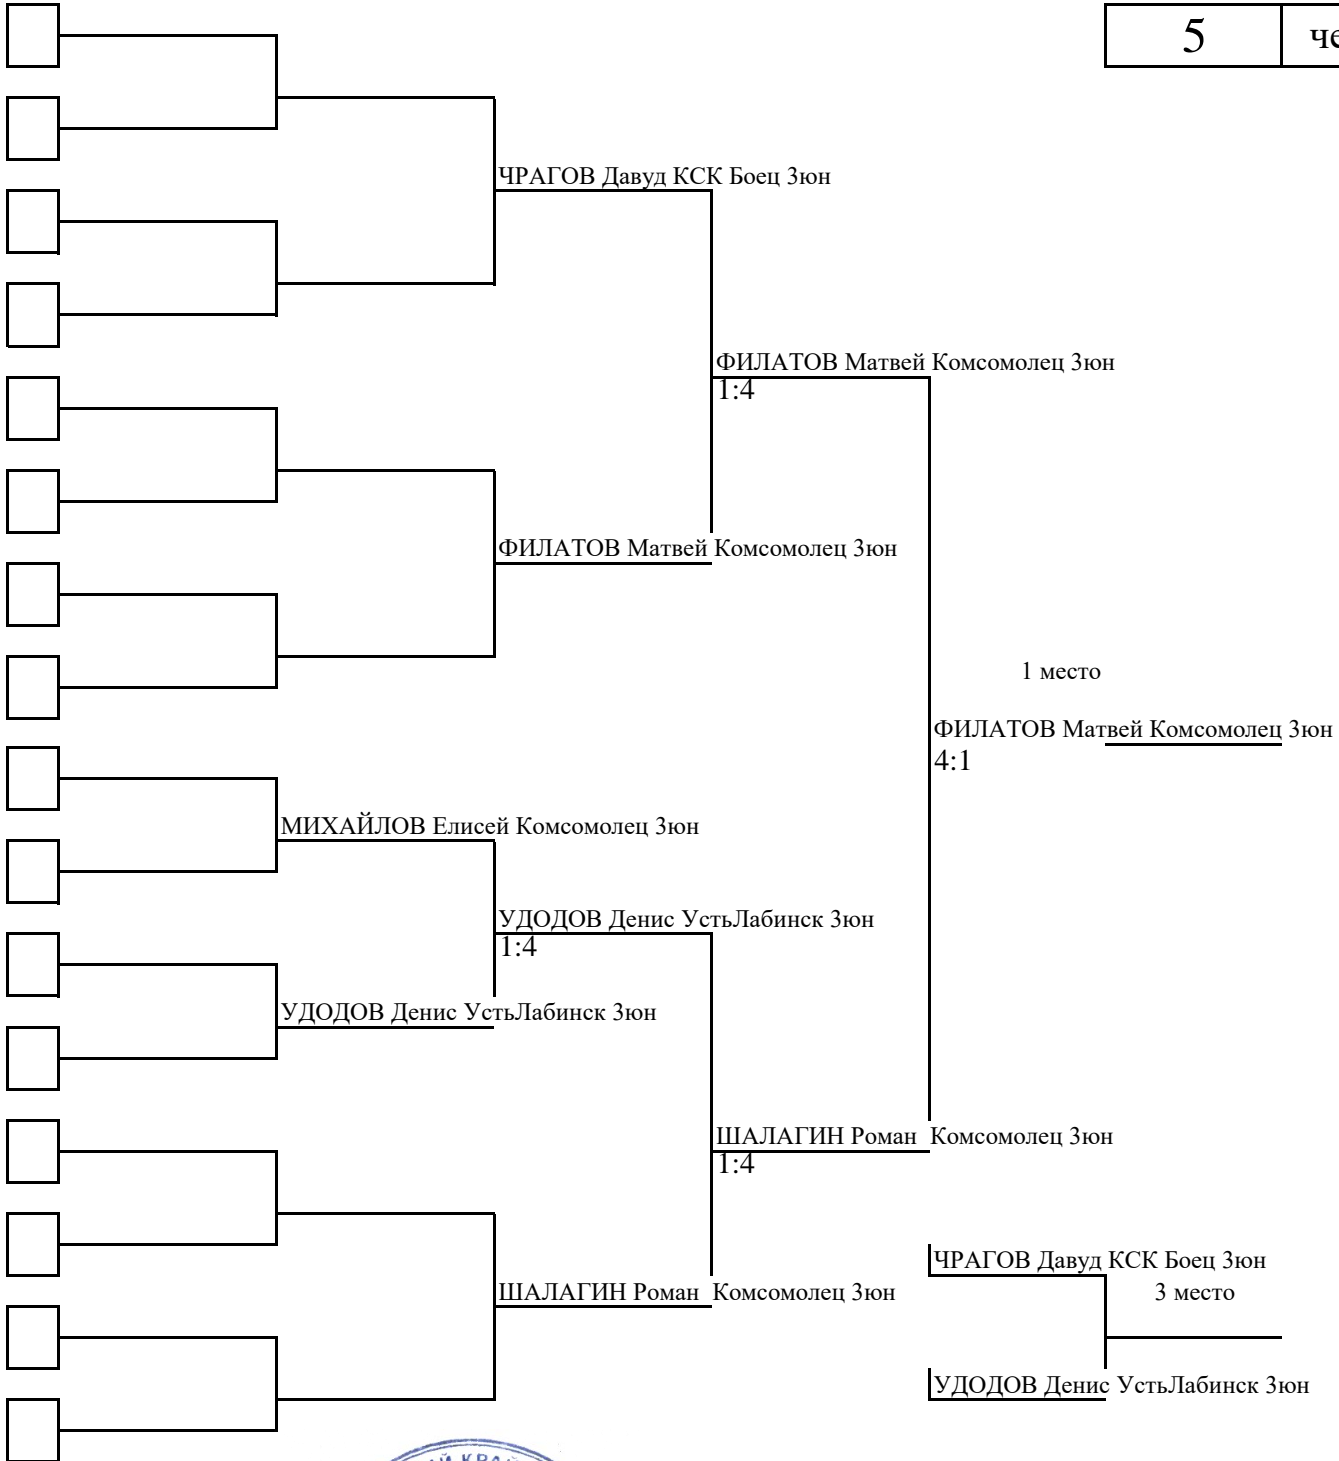 5
че
ЧРАГОВ Давуд КСК Боец 3юн
ФИЛАТОВ Матвей Комсомолец 3юн
1:4
ФИЛАТОВ Матвей Комсомолец 3юн
1 место
ФИЛАТОВ Матвей Комсомолец 3юн
4:1
МИХАЙЛОВ Елисей Комсомолец 3юн
УДОДОВ Денис УстьЛабинск 3юн
1:4
УДОДОВ Денис УстьЛабинск 3юн
ШАЛАГИН Роман Комсомолец 3юн
1:4
ЧРАГОВ Давуд КСК Боец 3юн
ШАЛАГИН Роман Комсомолец 3юн
3 место
УДОДОВ Денис УстьЛабинск 3юн